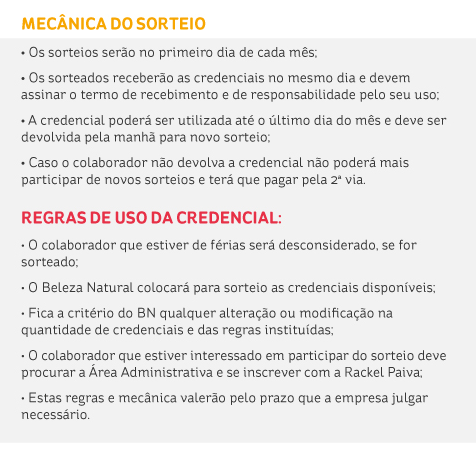 MECÂNICA DO SORTEIO
• Os sorteios serão no primeiro dia de cada mês;
• Os sorteados receberão as credenciais no mesmo dia e devem
assinar o termo de recebimento e de responsabilidade pelo seu uso;
• A credencial poderá ser utilizada até o último dia do mês e deve ser
devolvida pela manhã para novo sorteio;
• Caso o colaborador não devolva a credencial não poderá mais
participar de novos sorteios e terá que pagar pela 2ª via.
REGRAS DE USO DA CREDENCIAL:
• O colaborador que estiver de férias será desconsiderado, se for
sorteado;
• O Beleza Natural colocará para sorteio as credenciais disponíveis;
• Fica a critério do BN qualquer alteração ou modificação na
quantidade de credenciais e das regras instituídas;
• O colaborador que estiver interessado em participar do sorteio deve
procurar a Área Administrativa e se inscrever com a Rackel Paiva;
• Estas regras e mecânica valerão pelo prazo que a empresa julgar
necessário.